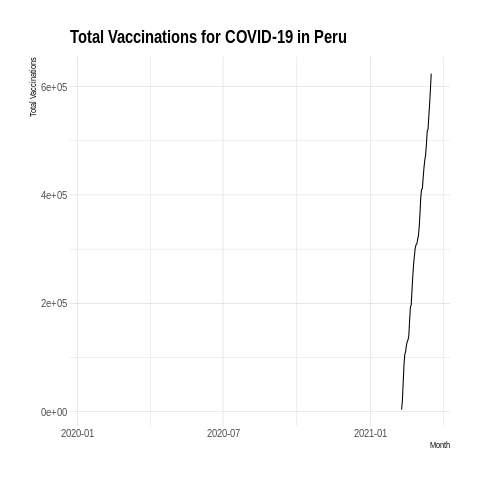 Total Vaccinations for COVID-19 in Peru
Total Vaccinations
6e+05
4e+05
2e+05
0e+00
2020-01 2020-07 2021-01
Month